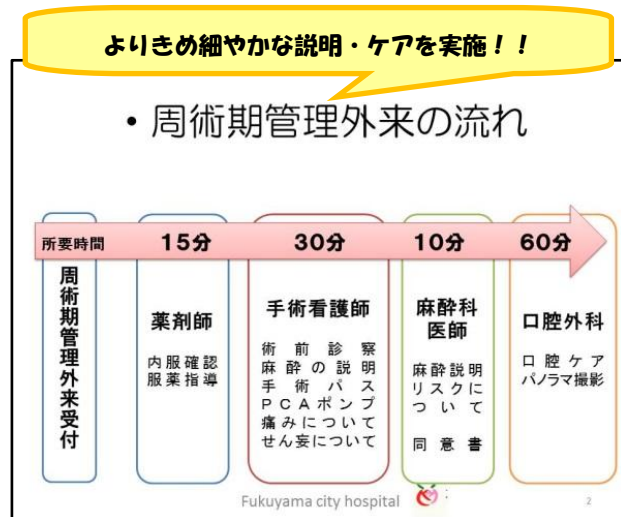 よりきめ細やかな説明・ケアを実施！！
・周術期管理外来の流れ
所要時間
15分
30分
10分
60分
周術期管理外来受付
薬剤師
内服確認
服薬指導
手術看護師
術前診察
麻酔の説明
手術パス
PCAポンプ
痛みについて
せん妄について
麻酔科
医師
麻酔説明
リスクに
ついて
同意書
口腔外科
口腔ケア
パノラマ撮影
Fukuyama city hospital
2